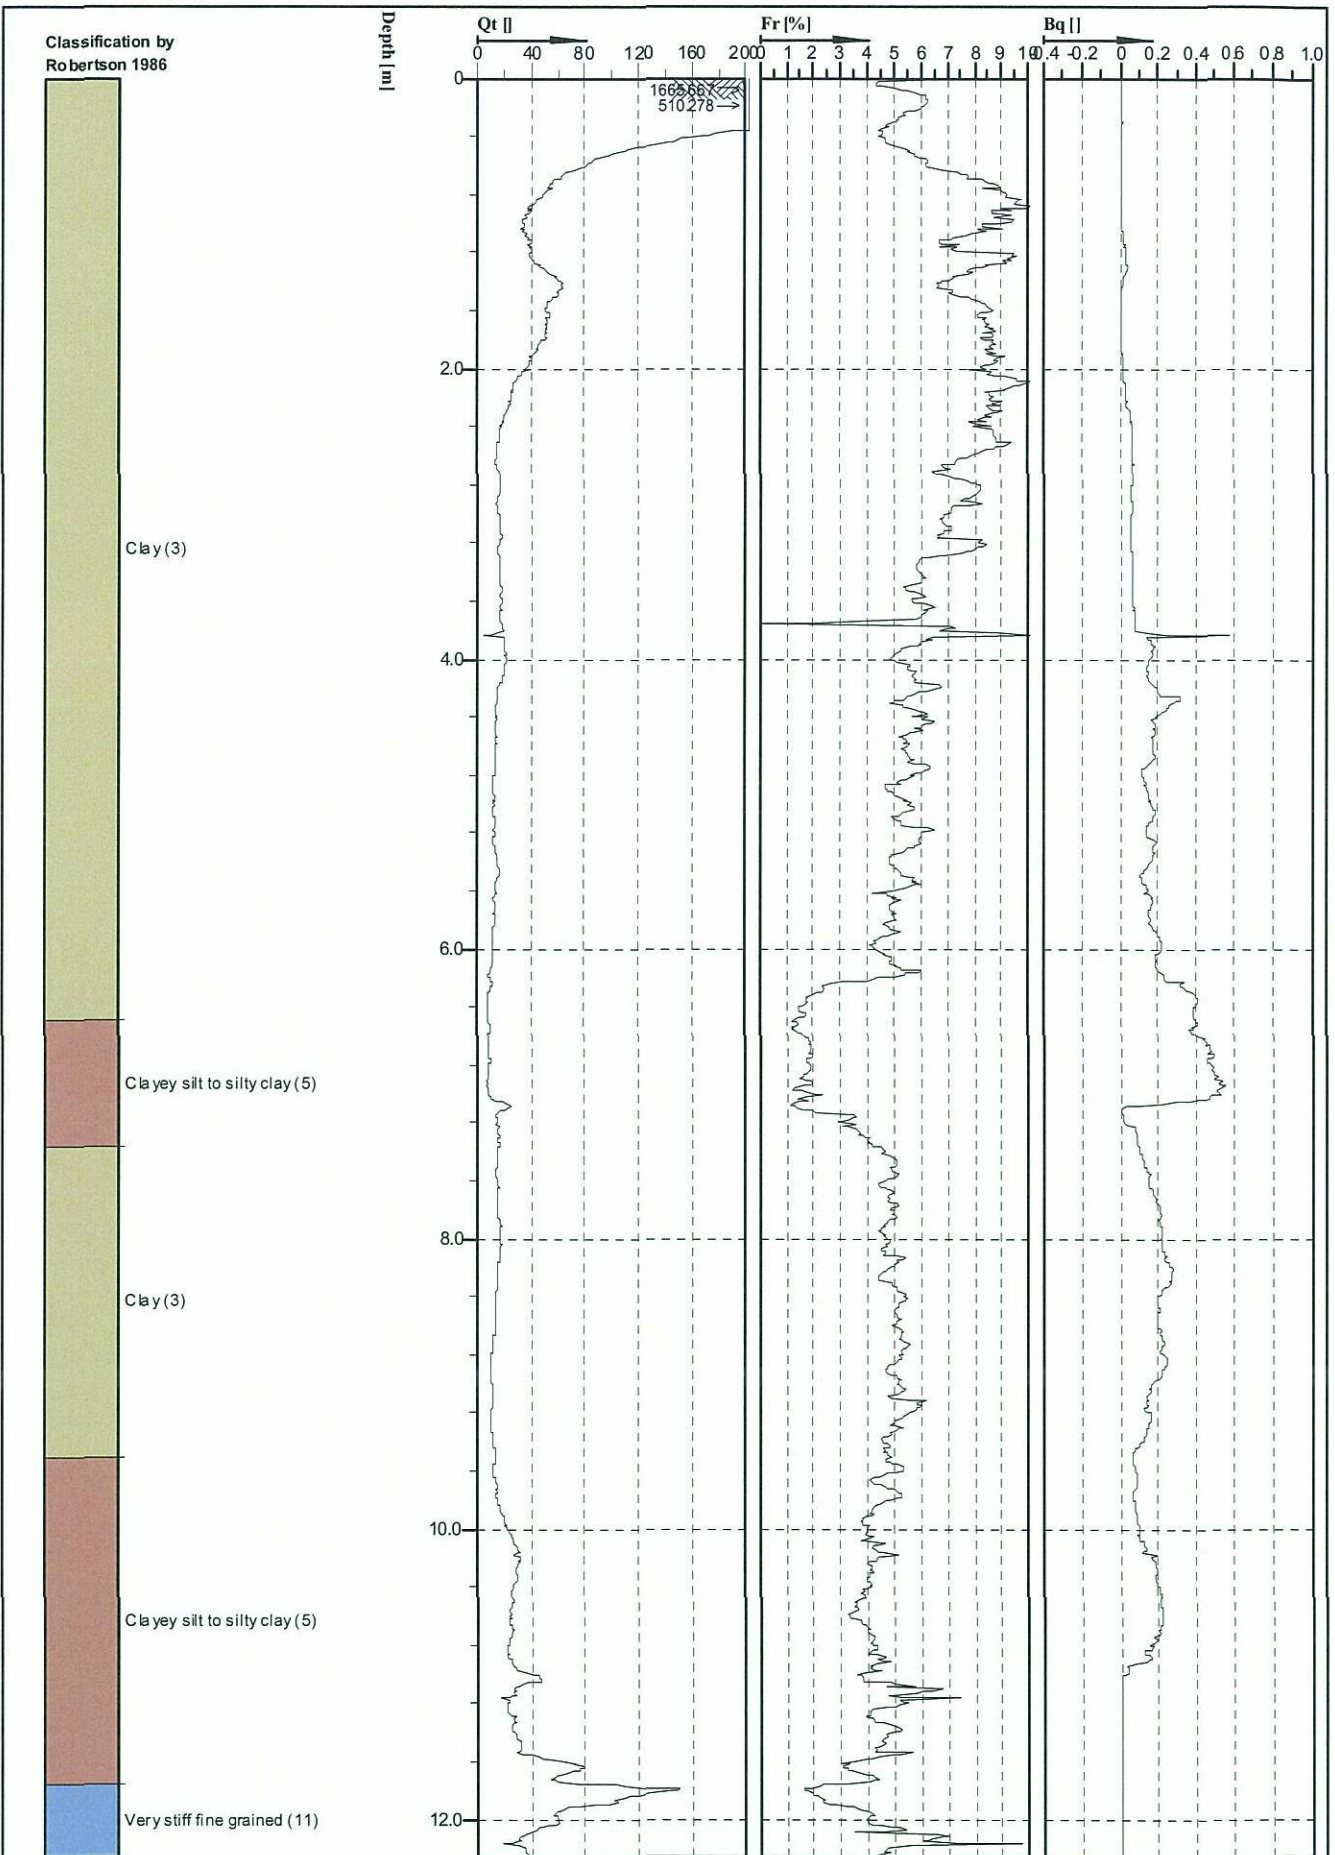 Classification by
Robertson 1986
Depth [m]
Qt []
0 40 80 120 160 200
Fr [%]
0 1 2 3 4 5 6 7 8 9 10
Bq []
-0.4 -0.2 0 0.2 0.4 0.6 0.8 1.0
0
1665.667
510.278
2.0
Clay (3)
4.0
6.0
Clayey silt to silty clay (5)
8.0
Clay (3)
10.0
Clayey silt to silty clay (5)
12.0
Very stiff fine grained (11)